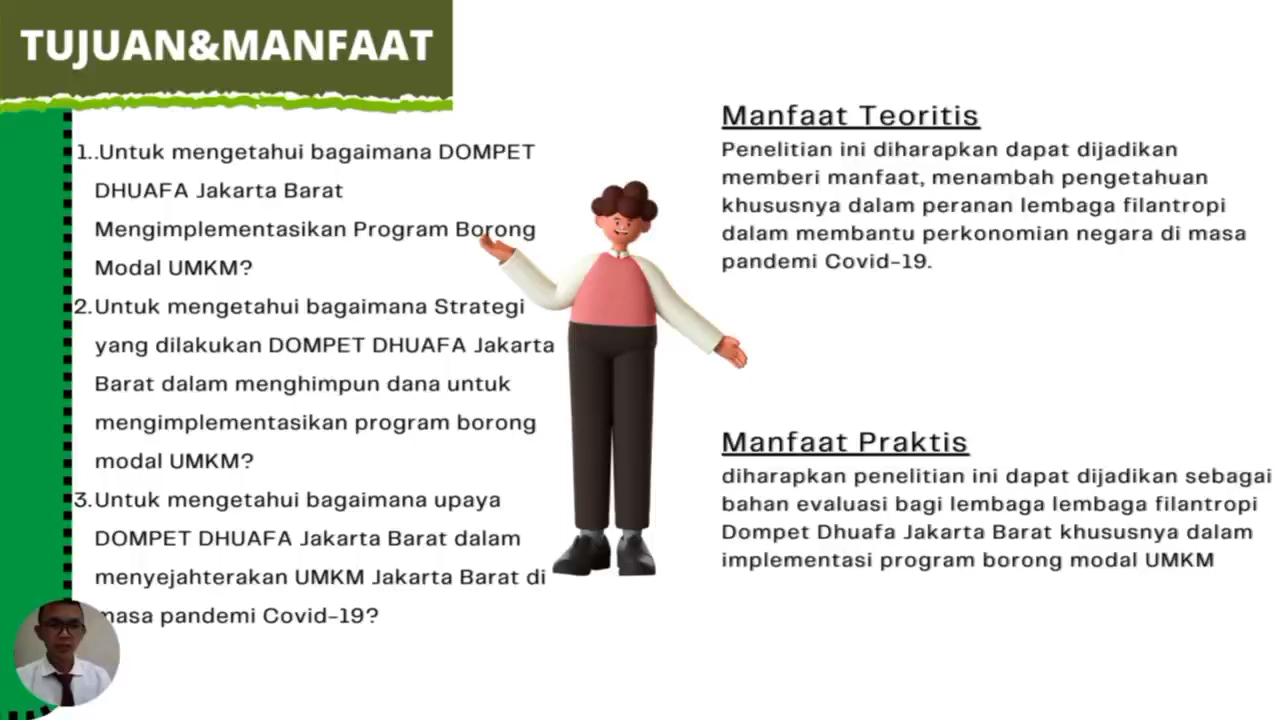 TUJUAN&MANFAAT
1..Untuk mengetahui bagaimana DOMPET
DHUAFA Jakarta Barat
Mengimplementasikan Program Borong
Modal UMKM?
2.Untuk mengetahui bagaimana Strategi
yang dilakukan DOMPET DHUAFA Jakarta
Barat dalam menghimpun dana untuk
mengimplementasikan program borong
modal UMKM?
3.Untuk mengetahui bagaimana upaya
DOMPET DHUAFA Jakarta Barat dalam
menyejahterakan UMKM Jakarta Barat di
masa pandemi Covid-19?
Manfaat Teoritis
Penelitian ini diharapkan dapat dijadikan
memberi manfaat, menambah pengetahuan
khususnya dalam peranan lembaga filantropi
dalam membantu perkonomian negara di masa
pandemi Covid-19.
Manfaat Praktis
diharapkan penelitian ini dapat dijadikan sebagai
bahan evaluasi bagi lembaga lembaga filantropi
Dompet Dhuafa Jakarta Barat khususnya dalam
implementasi program borong modal UMKM